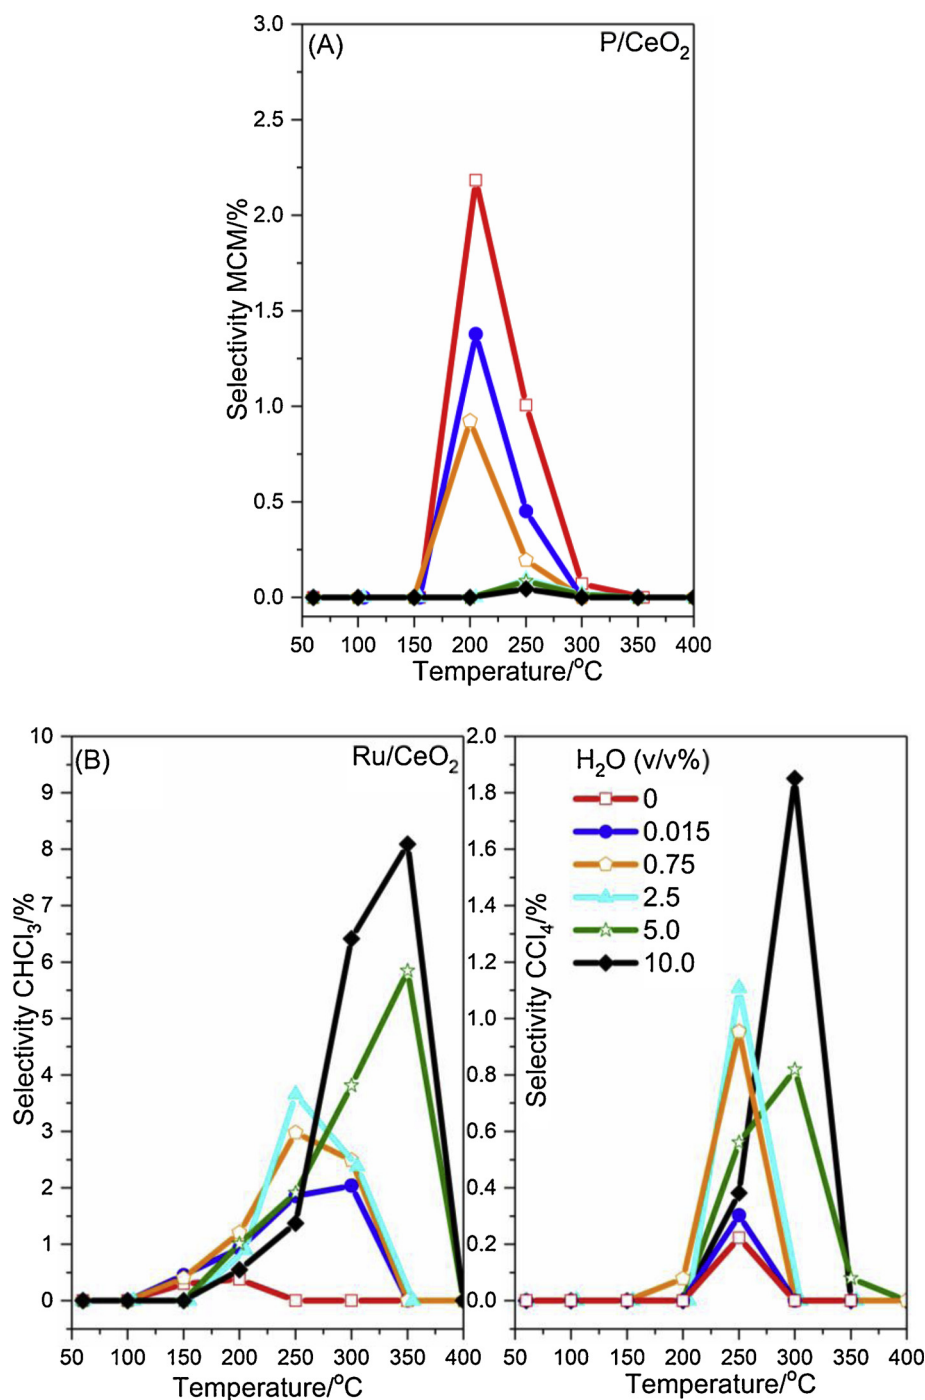 (A) P/CeO₂
3.0
2.5
2.0
1.5
1.0
0.5
0.0
Selectivity MCM/%
50 100 150 200 250 300 350 400
Temperature/°C
(B) Ru/CeO₂
10
9
8
7
6
5
4
3
2
1
0
Selectivity CHCl₃/%
50 100 150 200 250 300 350 400
Temperature/°C
H₂O (v/v%)
0
0.015
0.75
2.5
5.0
10.0
2.0
1.8
1.6
1.4
1.2
1.0
0.8
0.6
0.4
0.2
0.0
Selectivity CCl₄/%
50 100 150 200 250 300 350 400
Temperature/°C